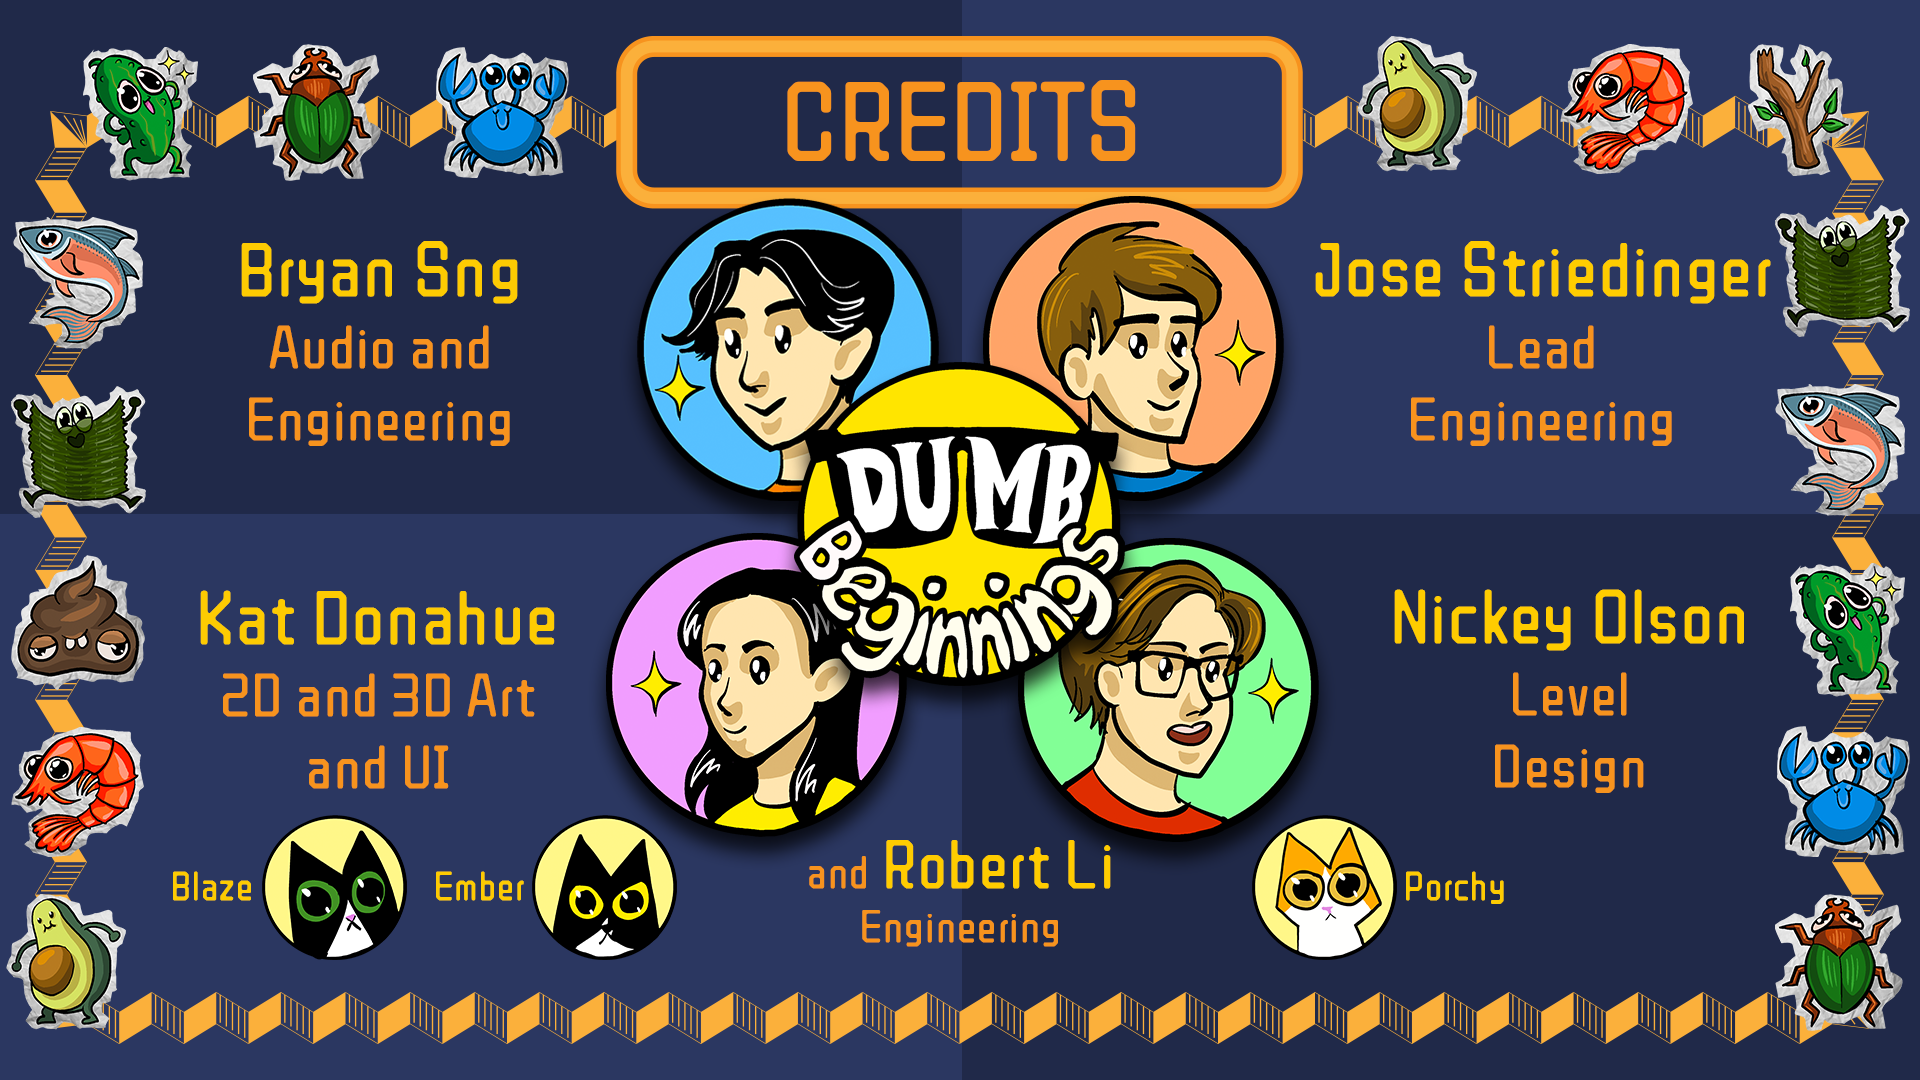 CREDITS
Bryan Sng
Audio and
Engineering
Jose Striedinger
Lead
Engineering
DUMB
Beginnings
Kat Donahue
2D and 3D Art
and UI
Nickey Olson
Level
Design
Blaze
Ember
and Robert Li
Engineering
Porchy